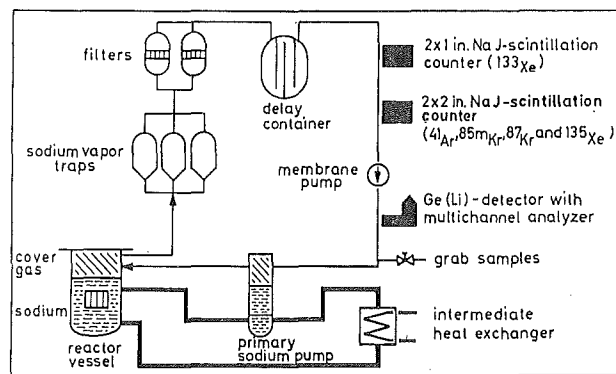 filters
delay
container
sodium vapor
traps
membrane
pump
2x1 in. NaJ-scintillation
counter (133Xe)
2x2 in. NaJ-scintillation
counter
(41Ar, 85mKr, 87Kr and 135Xe)
Ge(Li)-detector with
multichannel analyzer
grab samples
cover
gas
sodium
reactor
vessel
primary
sodium pump
intermediate
heat exchanger